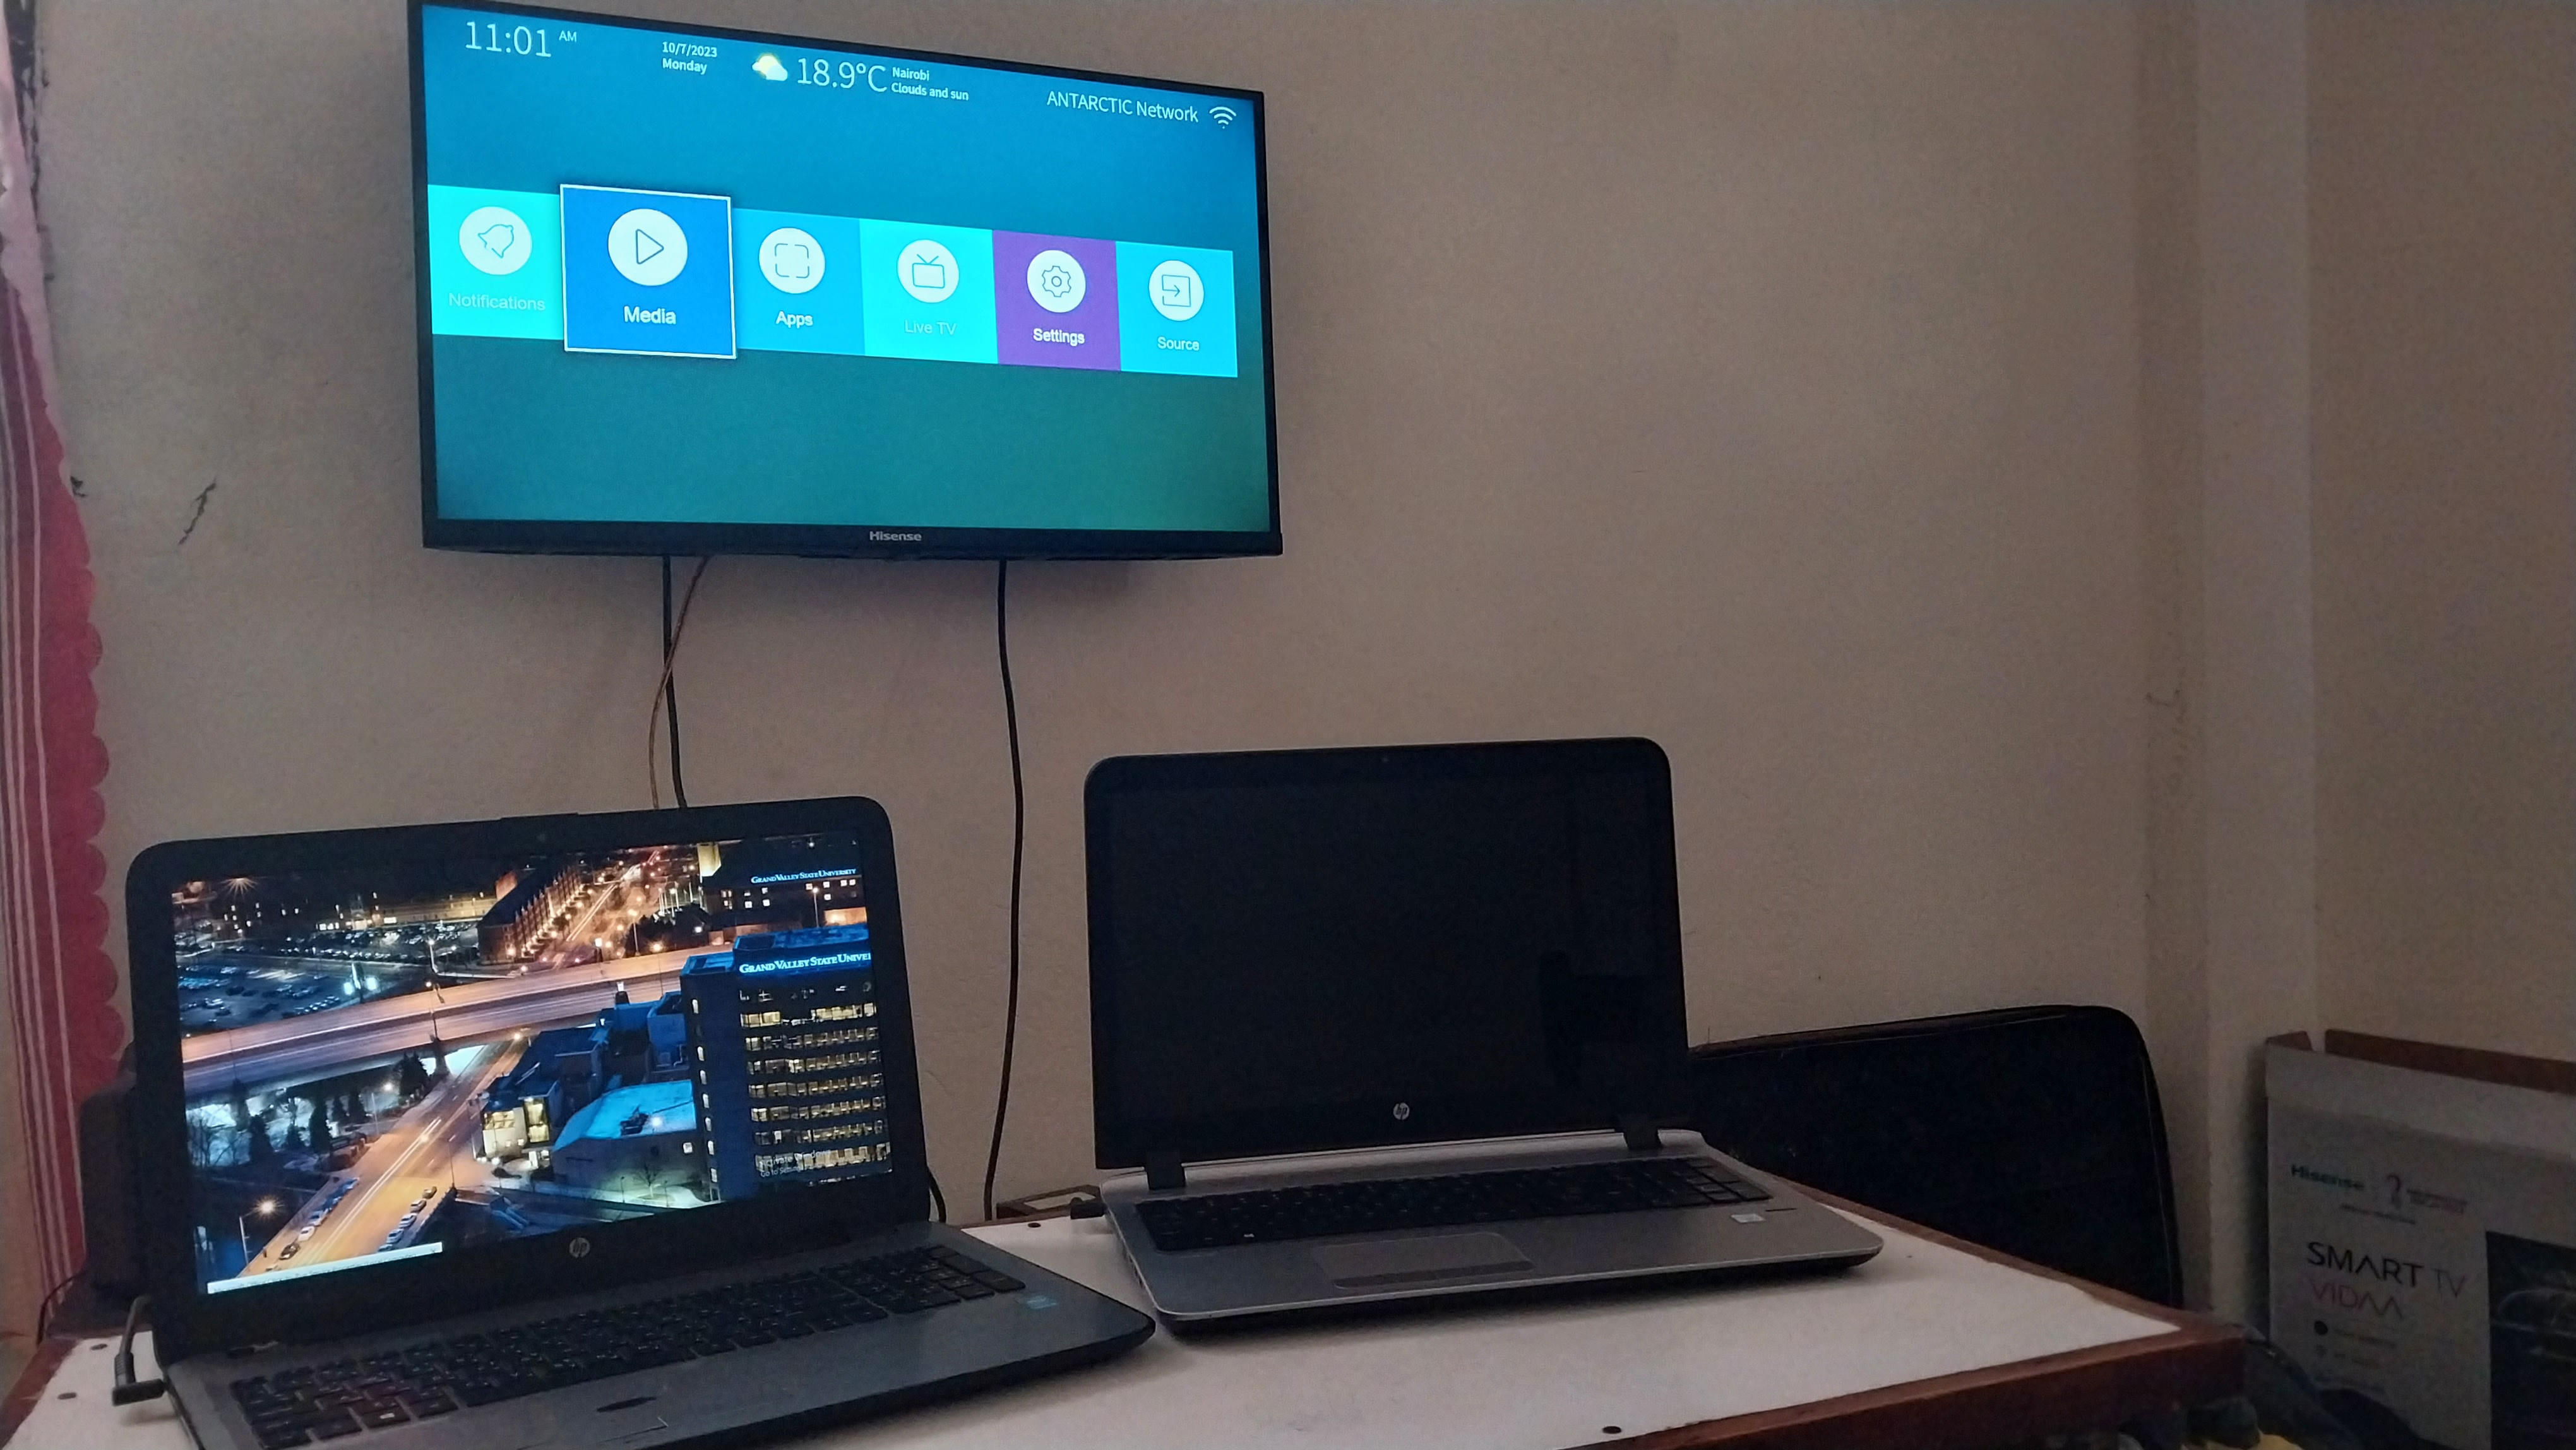 11:01 AM
10/7/2023
Monday
18.9°C
Nairobi
Clouds and sun
ANTARCTIC Network
Notifications
Media
Apps
Live TV
Settings
Source
Hisense
GRAND VALLEY STATE UNIVERSITY
GRAND VALLEY STATE UNIVE
hp
hp
Hisense
SMART TV
VIDAA